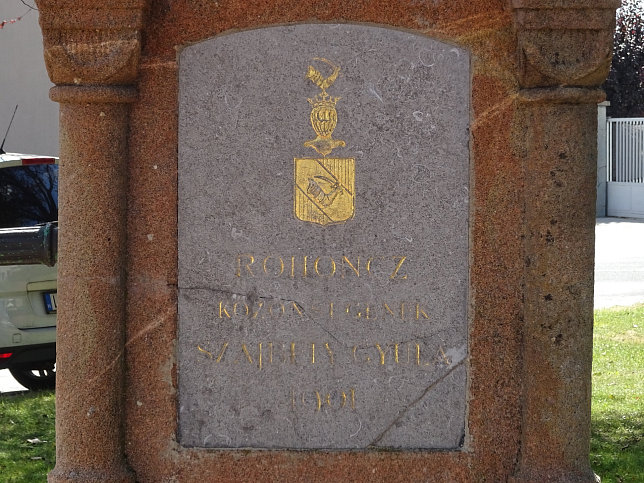 ROHONCZ
KÖZÖNSÉGÉNEK
SZAJBÉLY GYULA
1901